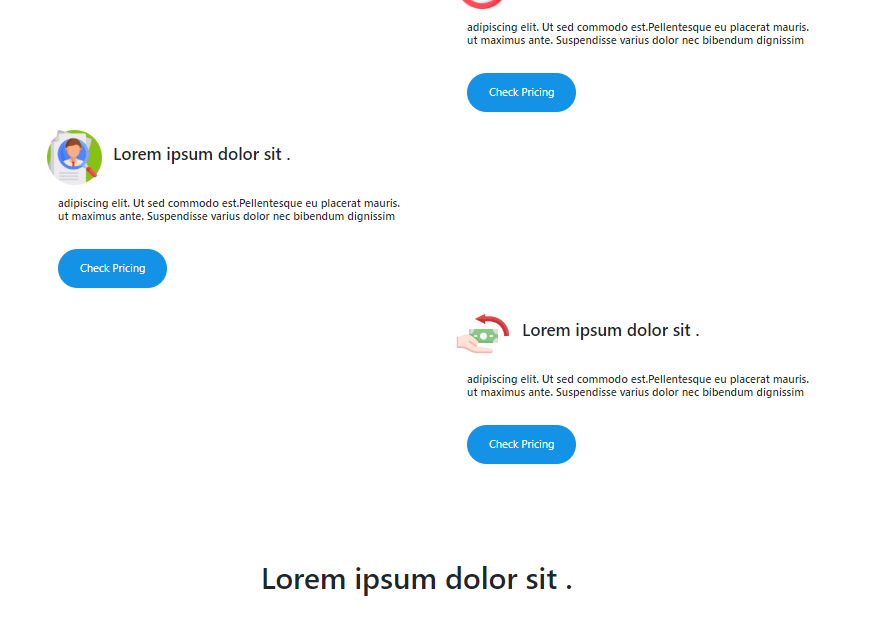 adipiscing elit. Ut sed commodo est.Pellentesque eu placerat mauris.
ut maximus ante. Suspendisse varius dolor nec bibendum dignissim
Check Pricing
Lorem ipsum dolor sit .
adipiscing elit. Ut sed commodo est.Pellentesque eu placerat mauris.
ut maximus ante. Suspendisse varius dolor nec bibendum dignissim
Check Pricing
Lorem ipsum dolor sit .
adipiscing elit. Ut sed commodo est.Pellentesque eu placerat mauris.
ut maximus ante. Suspendisse varius dolor nec bibendum dignissim
Check Pricing
Lorem ipsum dolor sit .